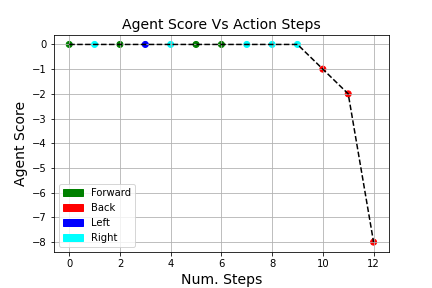 Agent Score Vs Action Steps
Agent Score
0
−1
−2
−3
−4
−5
−6
−7
−8
Forward
Back
Left
Right
0 2 4 6 8 10 12
Num. Steps